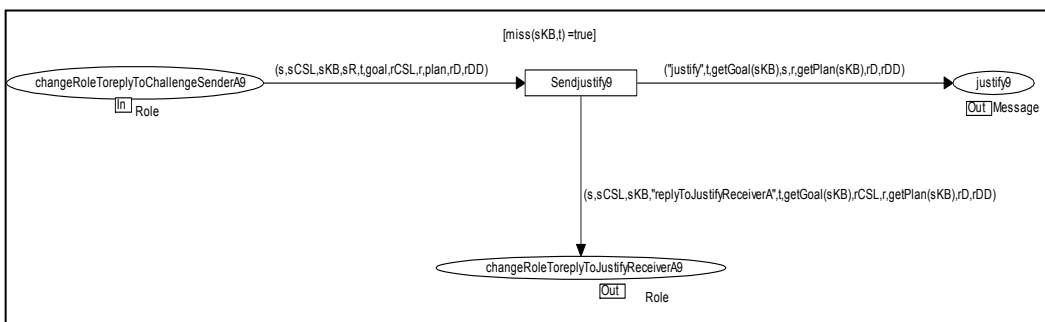 [miss(sKB,t) =true]
(s,sCSL,sKB,sR,t,goal,rCSL,r,plan,rD,rDD)
("justify",t,getGoal(sKB),s,r,getPlan(sKB),rD,rDD)
changeRoleToreplyToChallengeSenderA9
Sendjustify9
justify9
In
Role
Out
Message
(s,sCSL,sKB,"replyToJustifyReceiverA",t,getGoal(sKB),rCSL,r,getPlan(sKB),rD,rDD)
changeRoleToreplyToJustifyReceiverA9
Out
Role